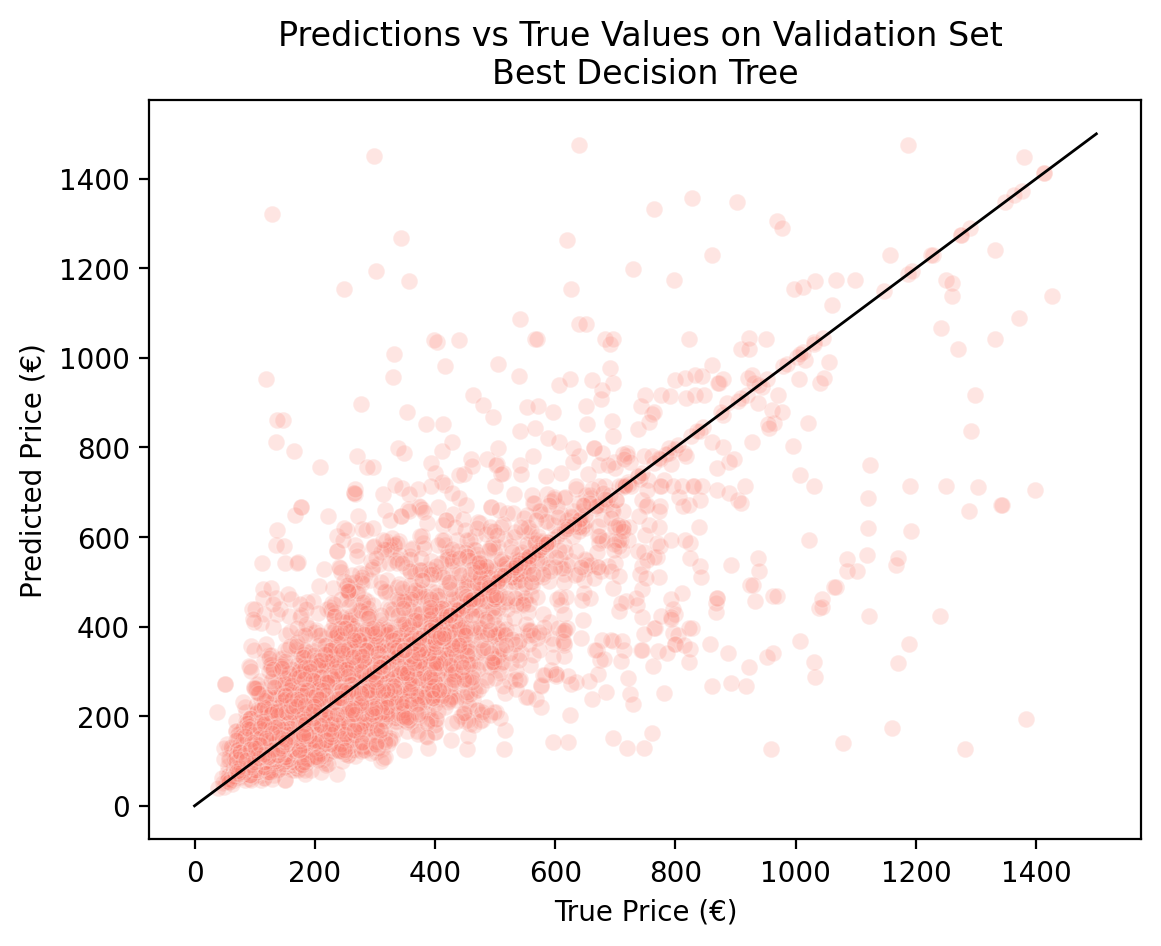 Predictions vs True Values on Validation Set
Best Decision Tree
Predicted Price (€)
1400
1200
1000
800
600
400
200
0
0 200 400 600 800 1000 1200 1400
True Price (€)